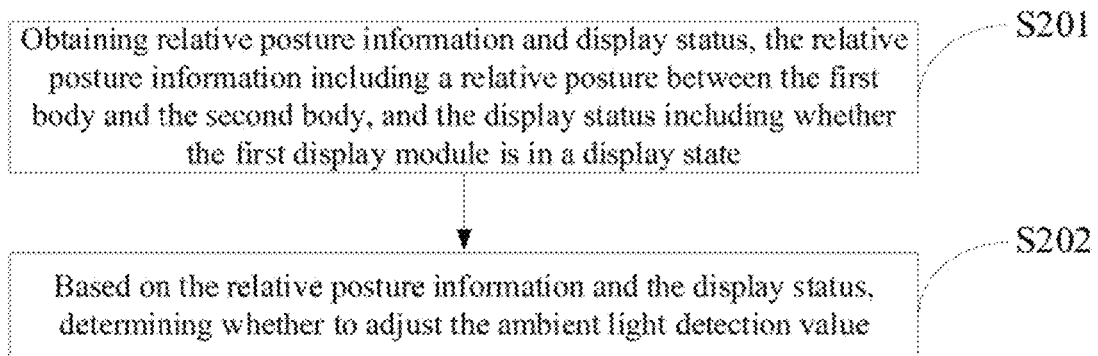 Obtaining relative posture information and display status, the relative
posture information including a relative posture between the first
body and the second body, and the display status including whether
the first display module is in a display state
S201
Based on the relative posture information and the display status,
determining whether to adjust the ambient light detection value
S202